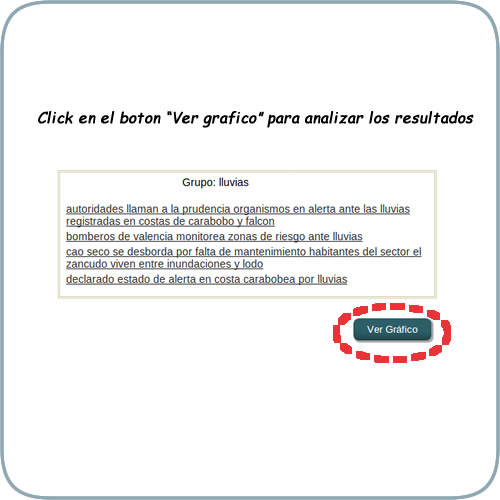 Click en el boton “Ver grafico” para analizar los resultados
Grupo: lluvias
autoridades llaman a la prudencia organismos en alerta ante las lluvias
registradas en costas de carabobo y falcon
bomberos de valencia monitorea zonas de riesgo ante lluvias
cao seco se desborda por falta de mantenimiento habitantes del sector el
zancudo viven entre inundaciones y lodo
declarado estado de alerta en costa carabobea por lluvias
Ver Gráfico